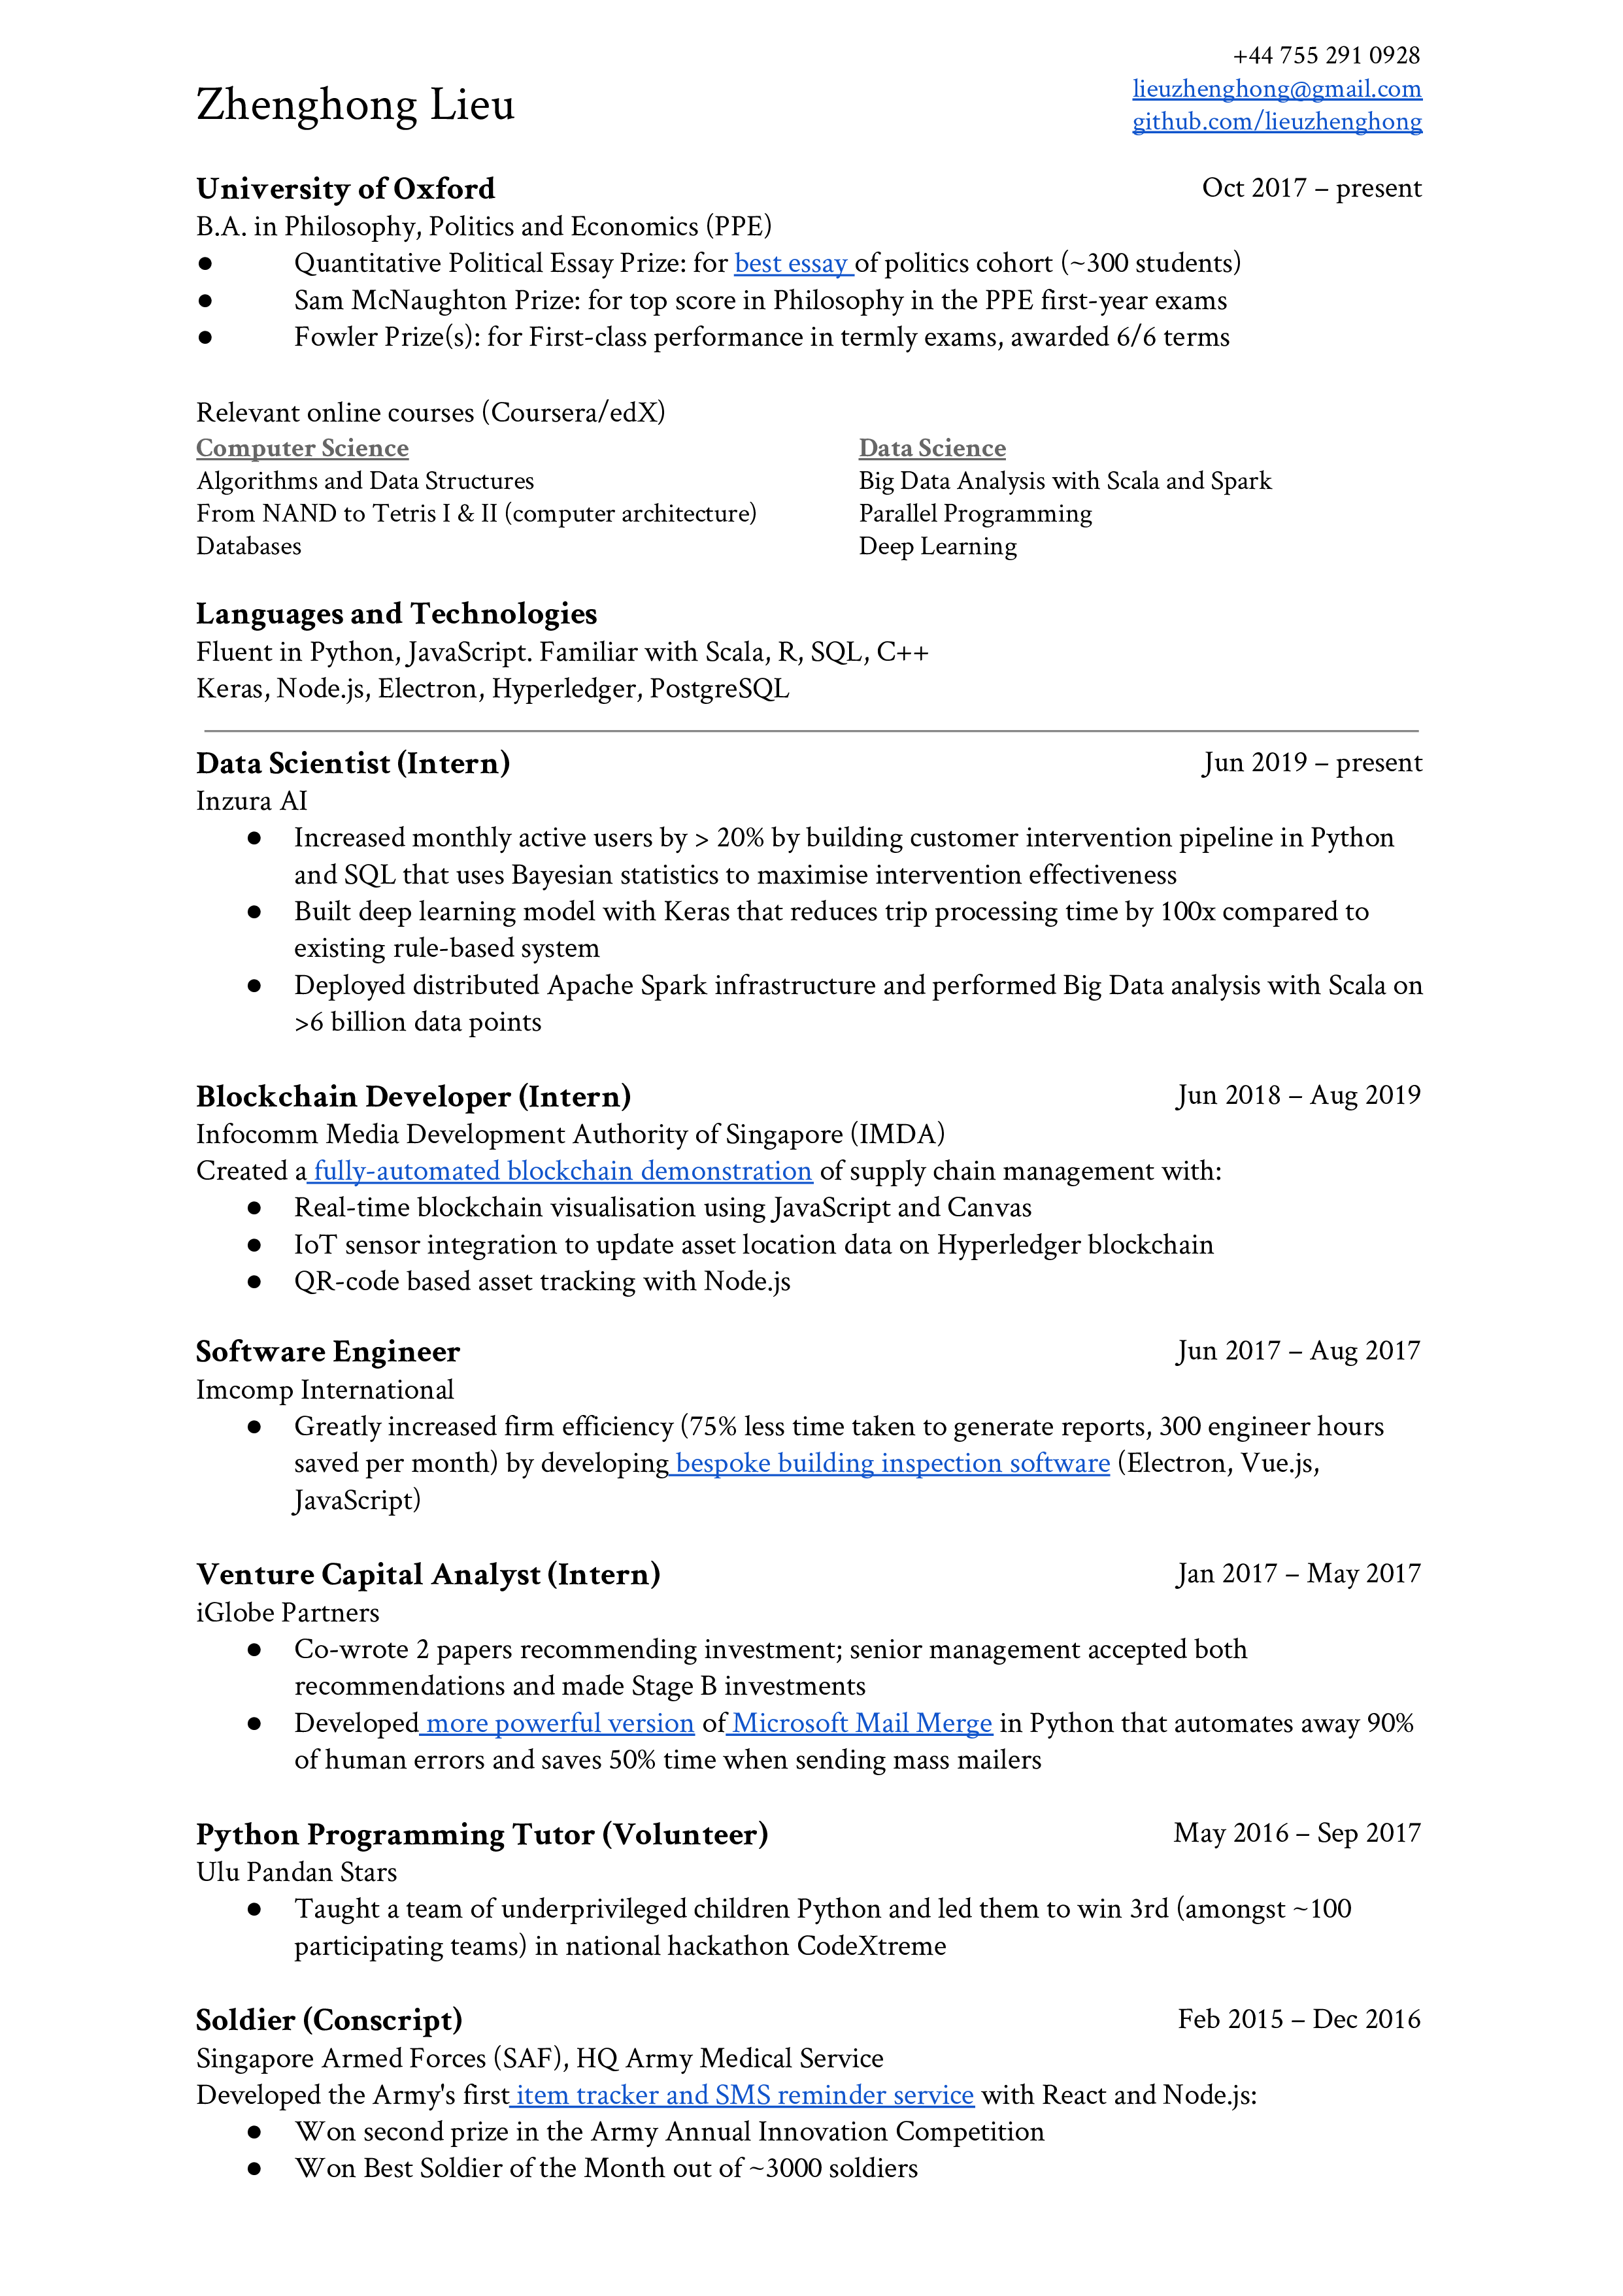 +44 755 291 0928
Zhenghong Lieu
lieuzhenghong@gmail.com
github.com/lieuzhenghong
University of Oxford Oct 2017 – present
B.A. in Philosophy, Politics and Economics (PPE)
● Quantitative Political Essay Prize: for best essay of politics cohort (~300 students)
● Sam McNaughton Prize: for top score in Philosophy in the PPE first-year exams
● Fowler Prize(s): for First-class performance in termly exams, awarded 6/6 terms
Relevant online courses (Coursera/edX)
Computer Science
Algorithms and Data Structures
From NAND to Tetris I & II (computer architecture)
Databases
Data Science
Big Data Analysis with Scala and Spark
Parallel Programming
Deep Learning
Languages and Technologies
Fluent in Python, JavaScript. Familiar with Scala, R, SQL, C++
Keras, Node.js, Electron, Hyperledger, PostgreSQL
Data Scientist (Intern) Jun 2019 – present
Inzura AI
● Increased monthly active users by > 20% by building customer intervention pipeline in Python
and SQL that uses Bayesian statistics to maximise intervention effectiveness
● Built deep learning model with Keras that reduces trip processing time by 100x compared to
existing rule-based system
● Deployed distributed Apache Spark infrastructure and performed Big Data analysis with Scala on
>6 billion data points
Blockchain Developer (Intern) Jun 2018 – Aug 2019
Infocomm Media Development Authority of Singapore (IMDA)
Created a fully-automated blockchain demonstration of supply chain management with:
● Real-time blockchain visualisation using JavaScript and Canvas
● IoT sensor integration to update asset location data on Hyperledger blockchain
● QR-code based asset tracking with Node.js
Software Engineer Jun 2017 – Aug 2017
Imcomp International
● Greatly increased firm efficiency (75% less time taken to generate reports, 300 engineer hours
saved per month) by developing bespoke building inspection software (Electron, Vue.js,
JavaScript)
Venture Capital Analyst (Intern) Jan 2017 – May 2017
iGlobe Partners
● Co-wrote 2 papers recommending investment; senior management accepted both
recommendations and made Stage B investments
● Developed more powerful version of Microsoft Mail Merge in Python that automates away 90%
of human errors and saves 50% time when sending mass mailers
Python Programming Tutor (Volunteer) May 2016 – Sep 2017
Ulu Pandan Stars
● Taught a team of underprivileged children Python and led them to win 3rd (amongst ~100
participating teams) in national hackathon CodeXtreme
Soldier (Conscript) Feb 2015 – Dec 2016
Singapore Armed Forces (SAF), HQ Army Medical Service
Developed the Army's first item tracker and SMS reminder service with React and Node.js:
● Won second prize in the Army Annual Innovation Competition
● Won Best Soldier of the Month out of ~3000 soldiers